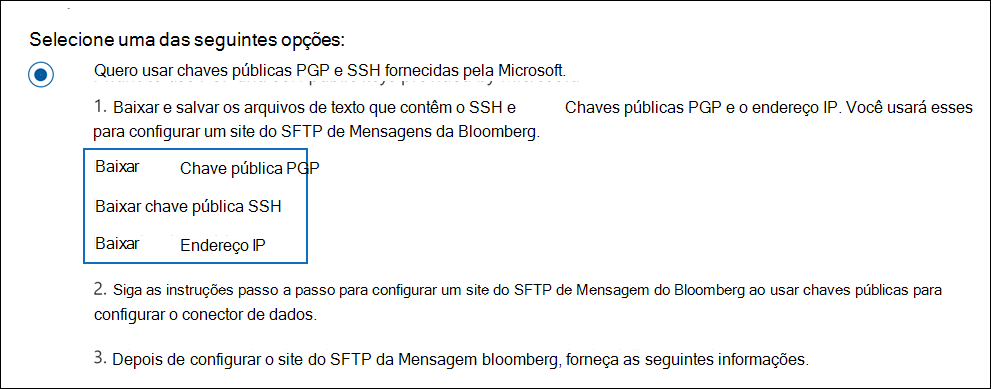 Selecione uma das seguintes opções:
Quero usar chaves públicas PGP e SSH fornecidas pela Microsoft.
1. Baixar e salvar os arquivos de texto que contêm o SSH e Chaves públicas PGP e o endereço IP. Você usará esses
para configurar um site do SFTP de Mensagens da Bloomberg.
Baixar Chave pública PGP
Baixar chave pública SSH
Baixar Endereço IP
2. Siga as instruções passo a passo para configurar um site do SFTP de Mensagem do Bloomberg ao usar chaves públicas para
configurar o conector de dados.
3. Depois de configurar o site do SFTP da Mensagem bloomberg, forneça as seguintes informações.